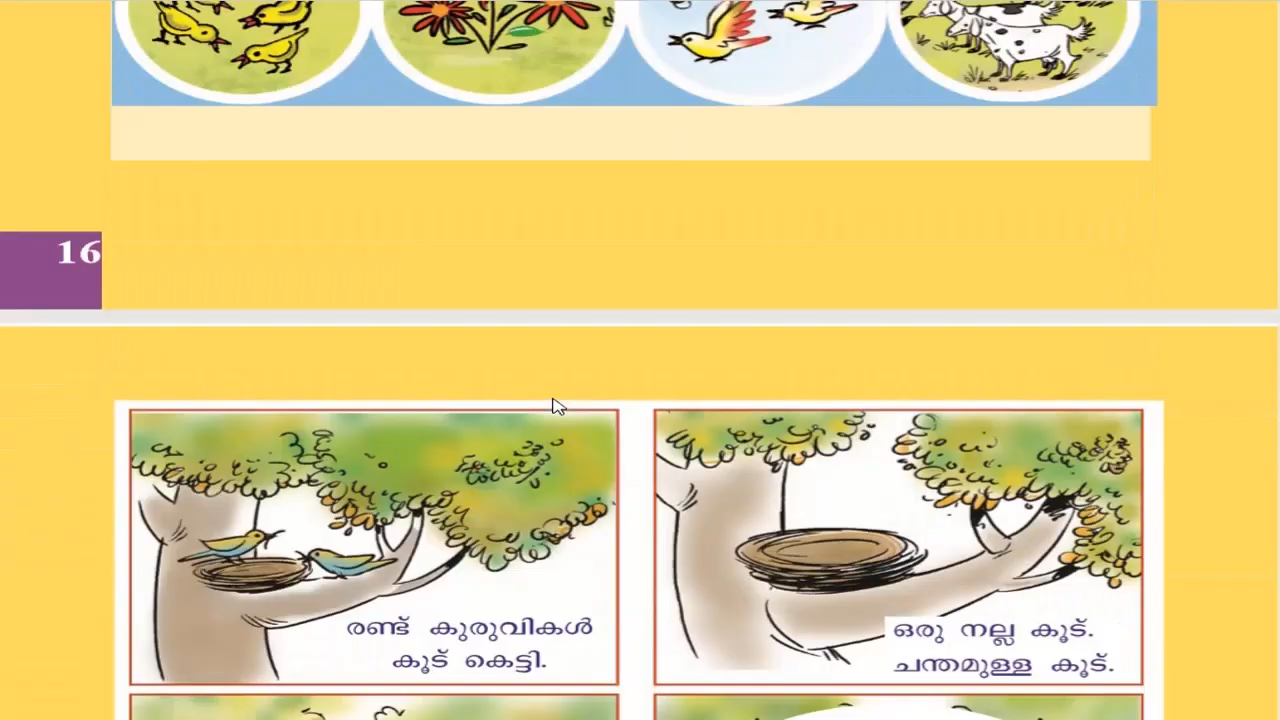 16
രണ്ട് കുരുവികൾ
കൂട് കെട്ടി.
ഒരു നല്ല കൂട്.
ചന്തമുള്ള കൂട്.